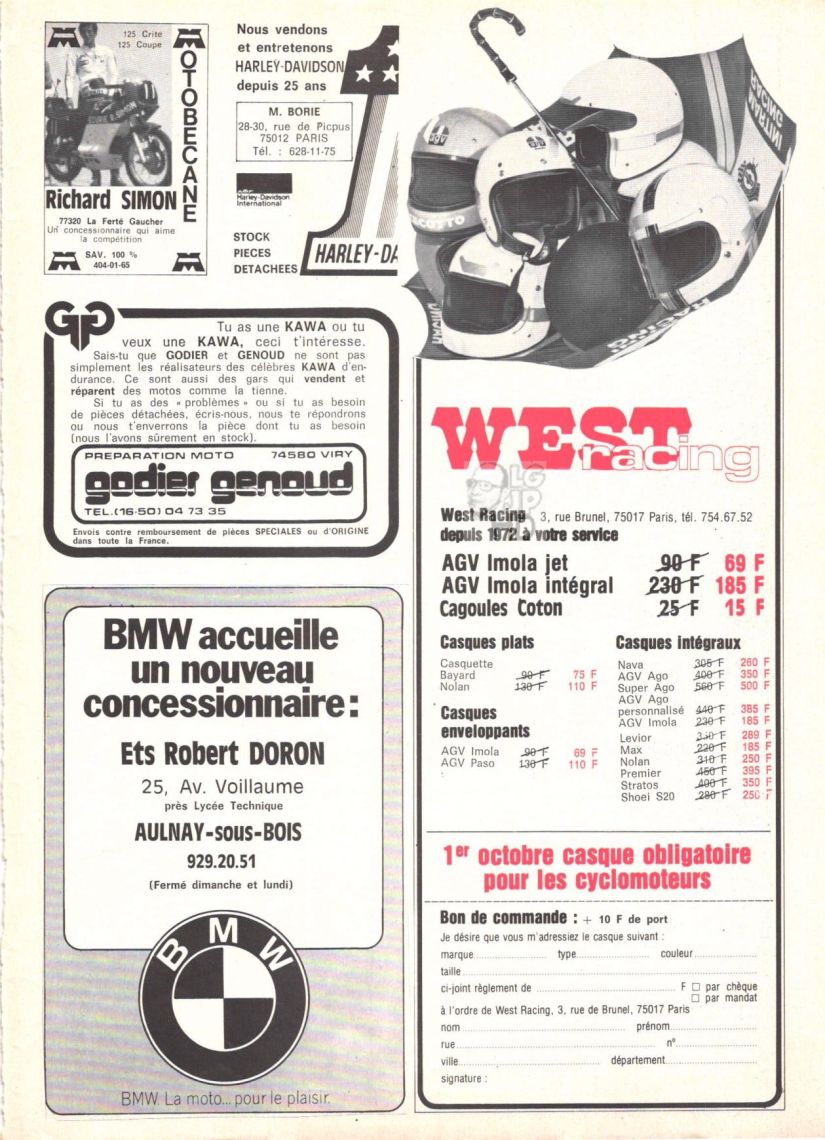 125 Crité
125 Coupe
MOTOBECANE
Richard SIMON
77320 La Ferté Gaucher
Un concessionnaire qui aime
la compétition
SAV. 100 %
404-01-65
Nous vendons
et entretenons
HARLEY-DAVIDSON
depuis 25 ans
M. BORIE
28-30, rue de Picpus
75012 PARIS
Tél. : 628-11-75
Harley-Davidson
International
STOCK
PIECES
DETACHEES
HARLEY-DA
Tu as une KAWA ou tu
veux une KAWA, ceci t'intéresse.
Sais-tu que GODIER et GENOUD ne sont pas
simplement les réalisateurs des célèbres KAWA d'en-
durance. Ce sont aussi des gars qui vendent et
réparent des motos comme la tienne.
Si tu as des « problèmes » ou si tu as besoin
de pièces détachées, écris-nous, nous te répondrons
ou nous t'enverrons la pièce dont tu as besoin
(nous l'avons sûrement en stock).
PREPARATION MOTO 74580 VIRY
godier genoud
TEL.(16·50) 04 73 35
Envois contre remboursement de pièces SPECIALES ou d'ORIGINE
dans toute la France.
BMW accueille
un nouveau
concessionnaire:
Ets Robert DORON
25, Av. Voillaume
près Lycée Technique
AULNAY-sous-BOIS
929.20.51
(Fermé dimanche et lundi)
BMW
BMW. La moto... pour le plaisir.
agv
agv
MARTINI
RACING
RACING
WEST
racing
West Racing 3, rue Brunel, 75017 Paris, tél. 754.67.52
depuis 1972 à votre service
AGV Imola jet 90 F 69 F
AGV Imola intégral 230 F 185 F
Cagoules Coton 25 F 15 F
Casques plats
Casquette
Bayard 90 F 75 F
Nolan 130 F 110 F
Casques
enveloppants
AGV Imola 90 F 69 F
AGV Paso 130 F 110 F
Casques intégraux
Nava 305 F 260 F
AGV Ago 400 F 350 F
Super Ago 560 F 500 F
AGV Ago
personnalisé 440 F 385 F
AGV Imola 230 F 185 F
Levior 289 F
Max 220 F 185 F
Nolan 310 F 250 F
Premier 450 F 395 F
Stratos 400 F 350 F
Shoei S20 280 F 250 F
1er octobre casque obligatoire
pour les cyclomoteurs
Bon de commande : + 10 F de port
Je désire que vous m'adressiez le casque suivant :
marque type couleur
taille
ci-joint règlement de F □ par chèque
□ par mandat
à l'ordre de West Racing, 3, rue de Brunel, 75017 Paris
nom prénom
rue n°
ville département
signature :